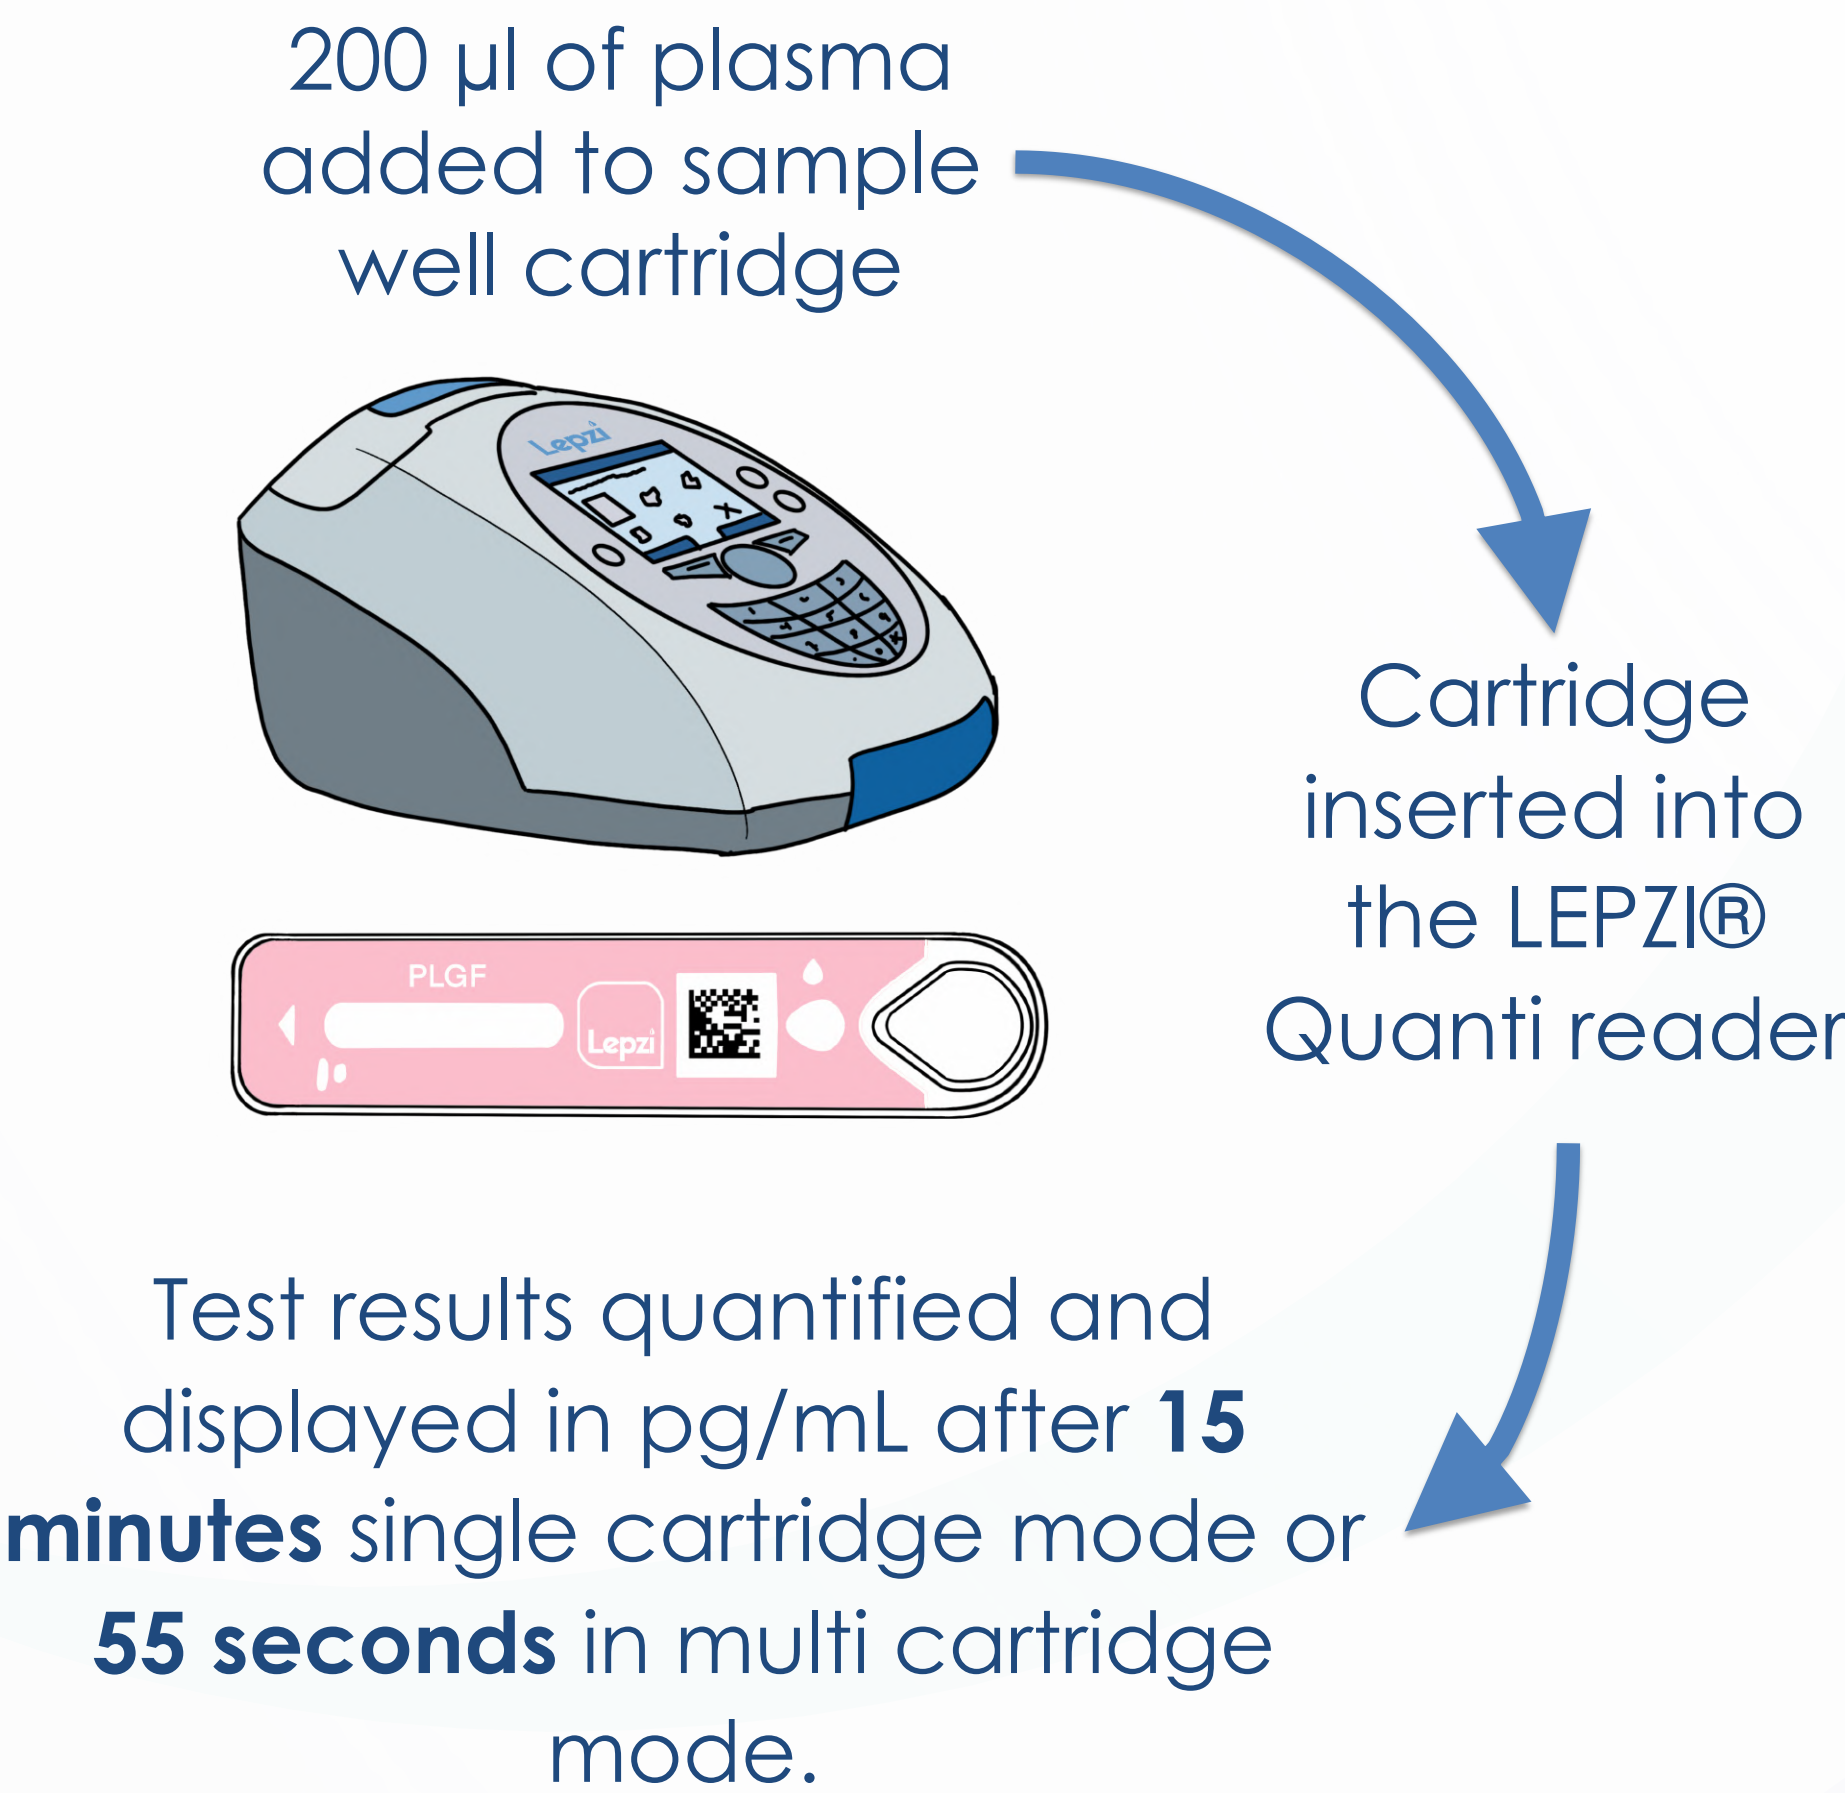 200 µl of plasma
added to sample
well cartridge
Lepzi
Cartridge
inserted into
the LEPZI®
Quanti reader
PLGF
Lepzi
Test results quantified and
displayed in pg/mL after 15
minutes single cartridge mode or
55 seconds in multi cartridge
mode.